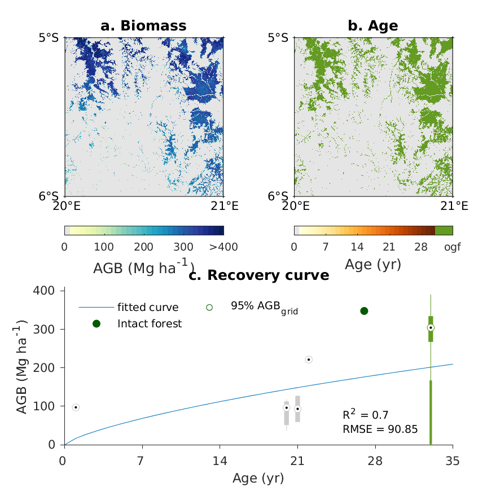 a. Biomass
b. Age
5°S
5°S
6°S
6°S
20°E
21°E
20°E
21°E
0 100 200 300 >400
0 7 14 21 28 ogf
AGB (Mg ha-1)
Age (yr)
c. Recovery curve
400
300
200
100
0
AGB (Mg ha-1)
fitted curve
95% AGBgrid
Intact forest
R2 = 0.7
RMSE = 90.85
0 7 14 21 28 35
Age (yr)